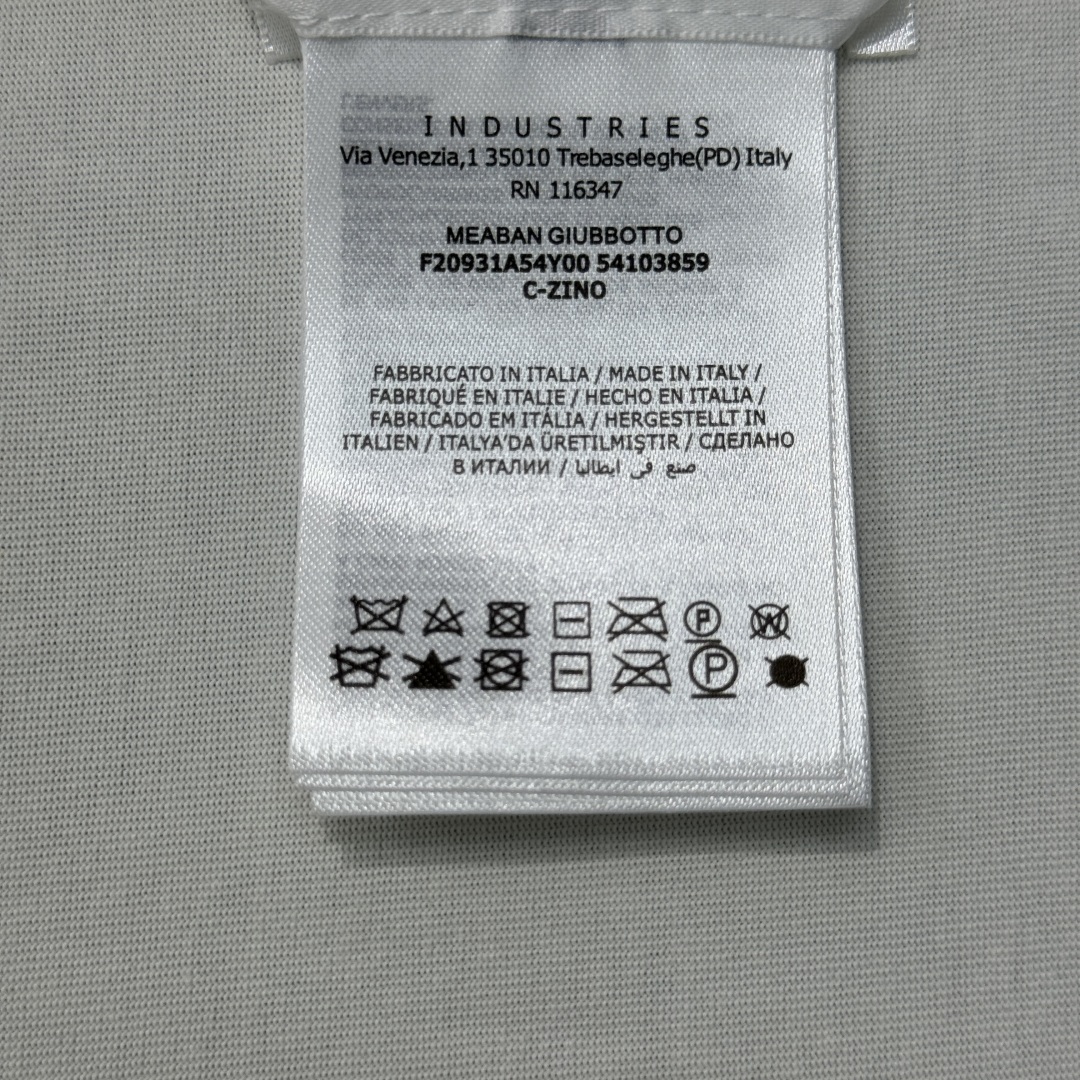 INDUSTRIES
Via Venezia,1 35010 Trebaseleghe(PD) Italy
RN 116347
MEABAN GIUBBOTTO
F20931A54Y00 54103859
C-ZINO
FABBRICATO IN ITALIA / MADE IN ITALY /
FABRIQUÉ EN ITALIE / HECHO EN ITALIA /
FABRICADO EM ITÁLIA / HERGESTELLT IN
ITALIEN / ITALYA'DA ÜRETILMIŞTIR / СДЕЛАНО
В ИТАЛИИ / صنع في ايطاليا
P W
P